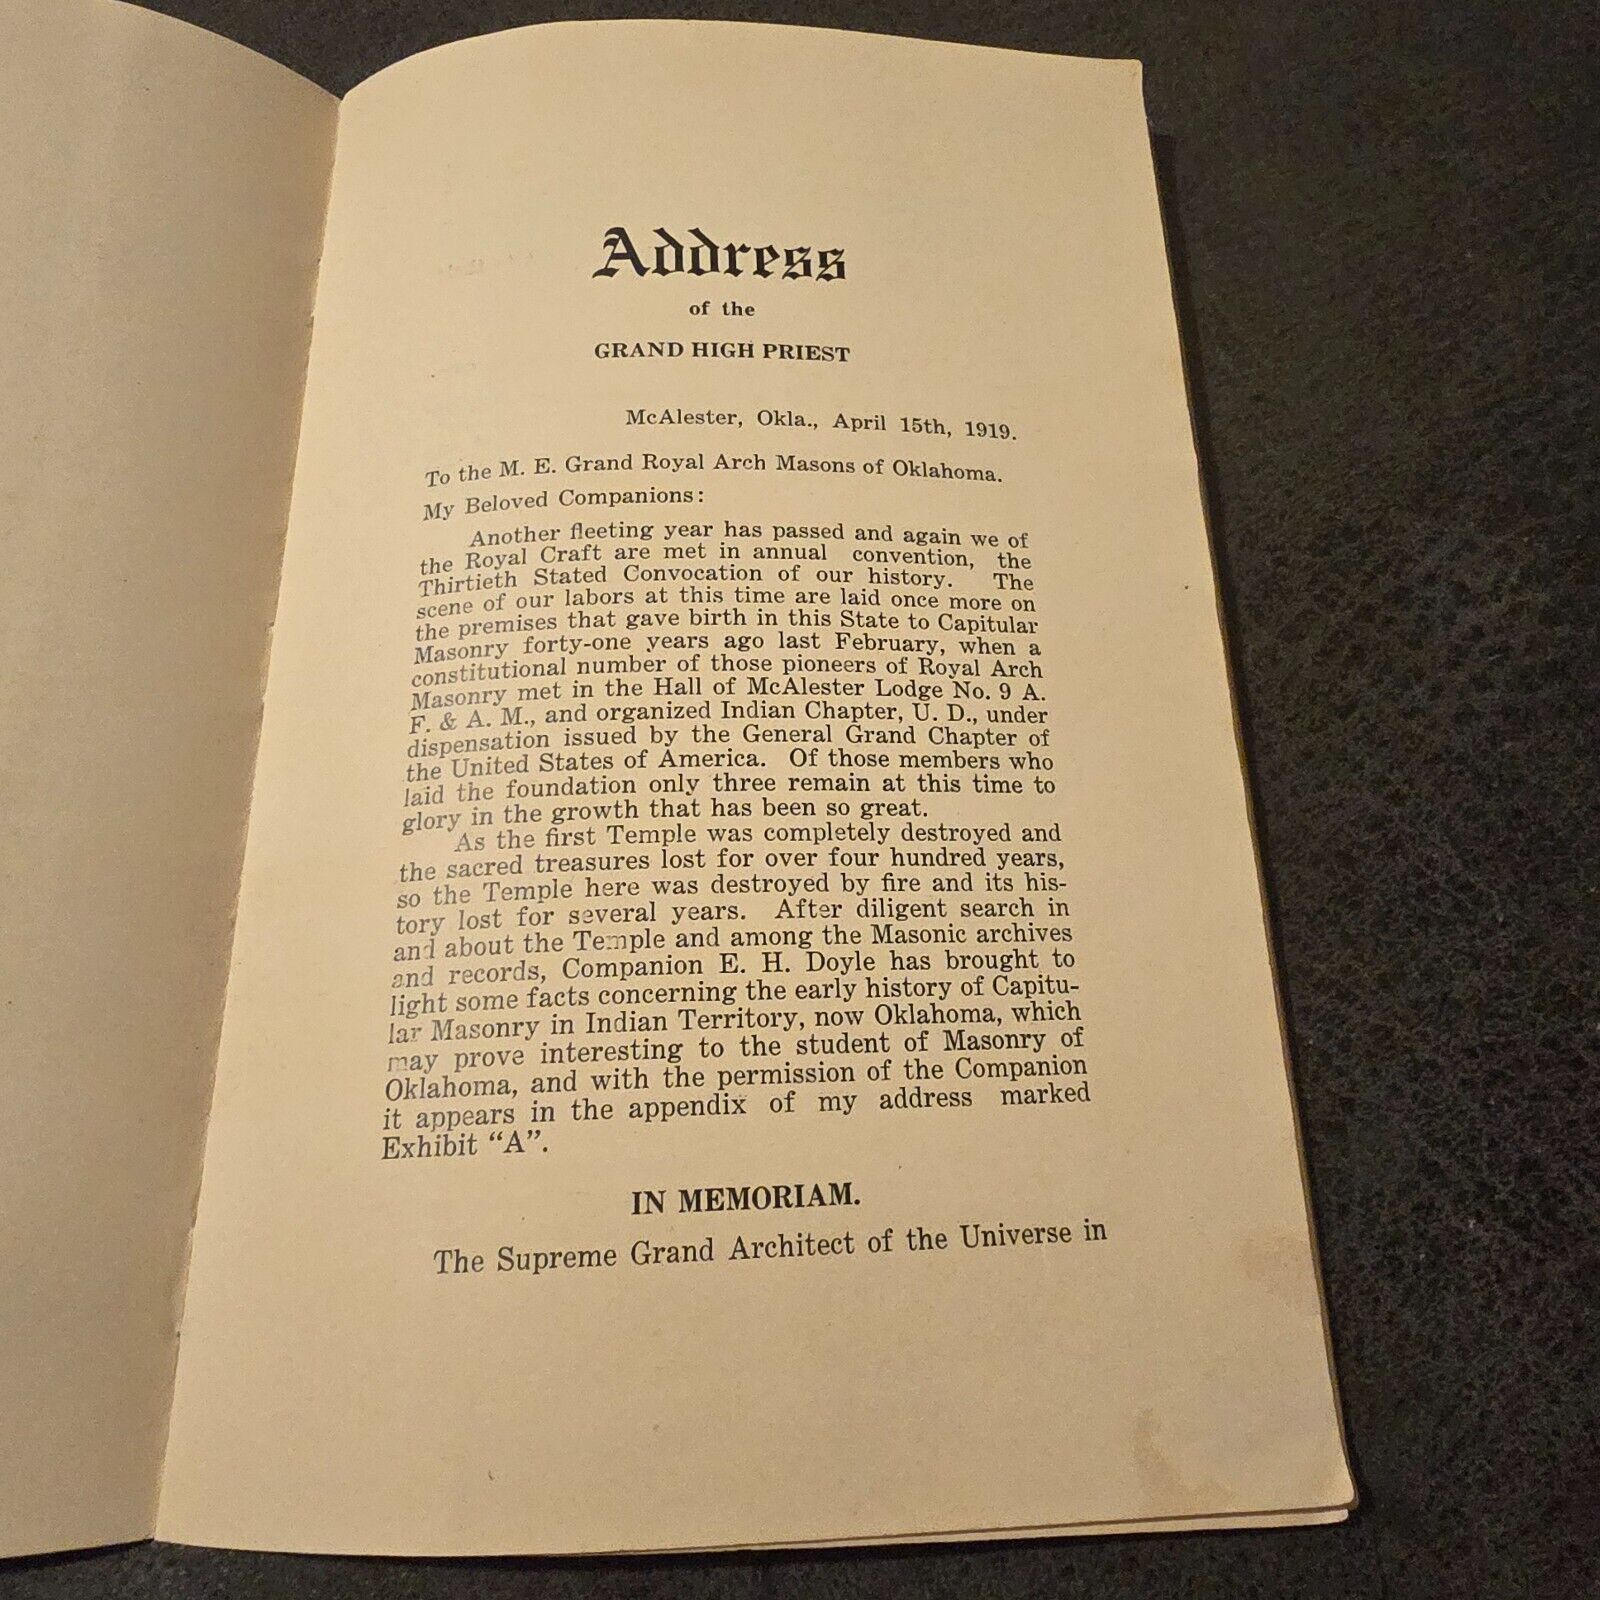 Address
of the
GRAND HIGH PRIEST
McAlester, Okla., April 15th, 1919.
To the M. E. Grand Royal Arch Masons of Oklahoma.
My Beloved Companions:
Another fleeting year has passed and again we of
the Royal Craft are met in annual convention, the
Thirtieth Stated Convocation of our history. The
scene of our labors at this time are laid once more on
the premises that gave birth in this State to Capitular
Masonry forty-one years ago last February, when a
constitutional number of those pioneers of Royal Arch
Masonry met in the Hall of McAlester Lodge No. 9 A.
F. & A. M., and organized Indian Chapter, U. D., under
dispensation issued by the General Grand Chapter of
the United States of America. Of those members who
laid the foundation only three remain at this time to
glory in the growth that has been so great.
As the first Temple was completely destroyed and
the sacred treasures lost for over four hundred years,
so the Temple here was destroyed by fire and its his-
tory lost for several years. After diligent search in
and about the Temple and among the Masonic archives
and records, Companion E. H. Doyle has brought to
light some facts concerning the early history of Capitu-
lar Masonry in Indian Territory, now Oklahoma, which
may prove interesting to the student of Masonry of
Oklahoma, and with the permission of the Companion
it appears in the appendix of my address marked
Exhibit “A”.
IN MEMORIAM.
The Supreme Grand Architect of the Universe in